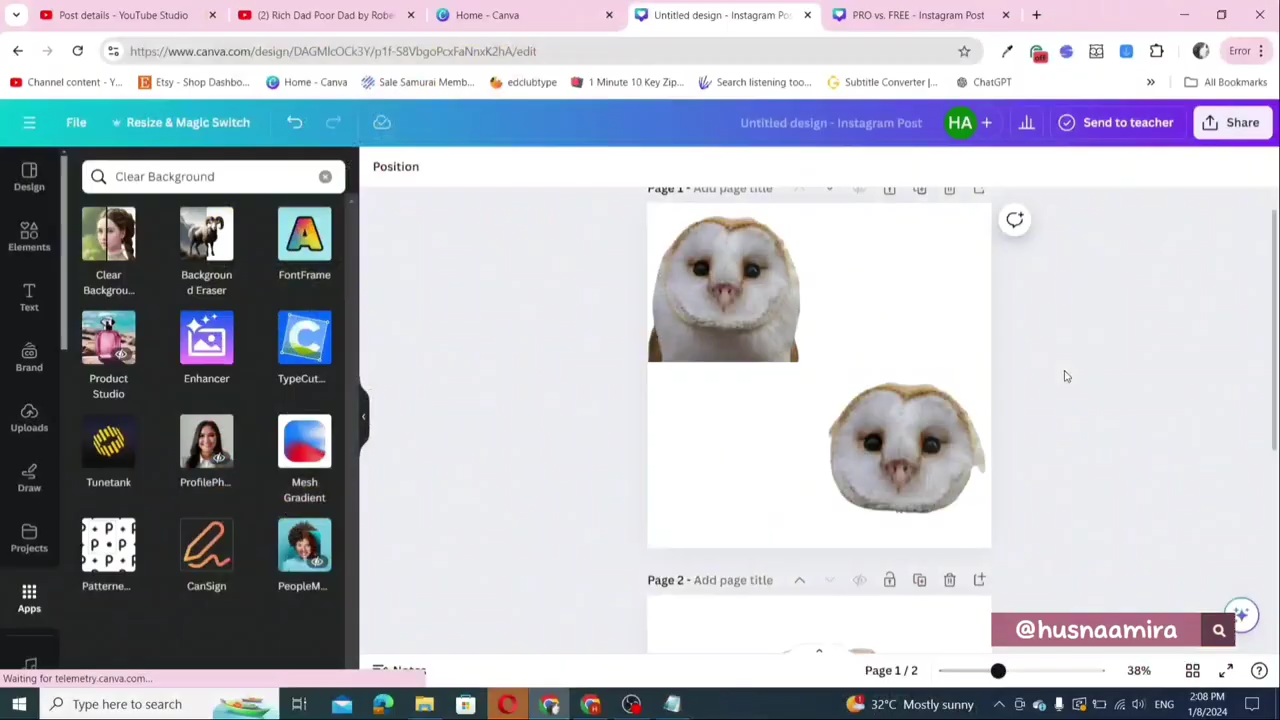 Post details - YouTube Studio
(2) Rich Dad Poor Dad by Robe
Home - Canva
Untitled design - Instagram Pos
PRO vs. FREE - Instagram Post
https://www.canva.com/design/DAGMlcOCk3Y/p1f-S8VbgoPcxFaNnxK2hA/edit
off
Error
Channel content - Y...
Etsy - Shop Dashbo...
Home - Canva
Sale Samurai Memb...
edclubtype
1 Minute 10 Key Zip...
Search listening too...
Subtitle Converter |...
ChatGPT
All Bookmarks
File
Resize & Magic Switch
Untitled design - Instagram Post
HA
Send to teacher
Share
Design
Elements
Text
Brand
Uploads
Draw
Projects
Apps
Clear Background
Clear
Backgrou...
Backgroun
d Eraser
FontFrame
Product
Studio
Enhancer
TypeCut...
Tunetank
ProfilePh...
Mesh
Gradient
Patterne...
CanSign
PeopleM...
Position
Page 1 - Add page title
Page 2 - Add page title
@husnaamira
Notes
Page 1 / 2
38%
Waiting for telemetry.canva.com...
Type here to search
32°C Mostly sunny
ENG
2:08 PM
1/8/2024